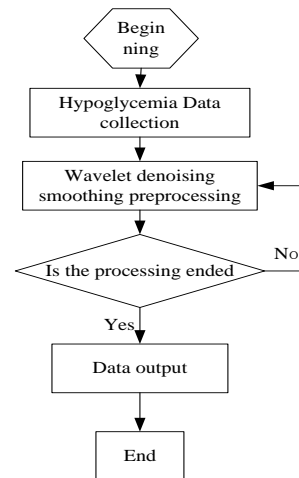 Begin
ning
Hypoglycemia Data
collection
Wavelet denoising
smoothing preprocessing
Is the processing ended
No
Yes
Data output
End